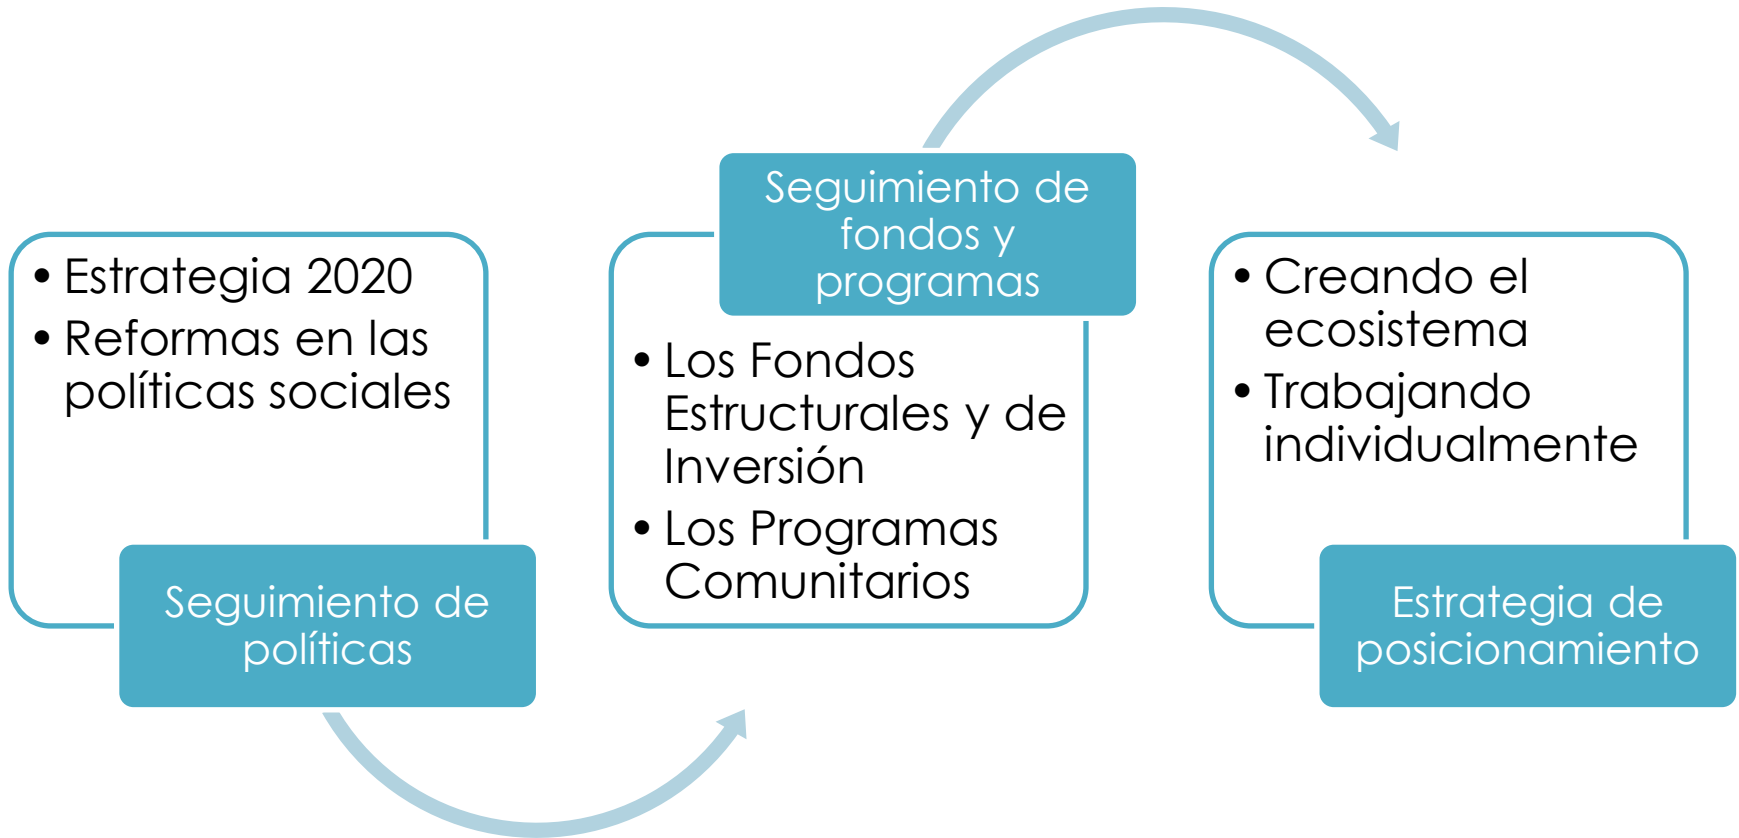 • Estrategia 2020
• Reformas en las
políticas sociales
Seguimiento de
políticas
Seguimiento de
fondos y
programas
• Los Fondos
Estructurales y de
Inversión
• Los Programas
Comunitarios
• Creando el
ecosistema
• Trabajando
individualmente
Estrategia de
posicionamiento